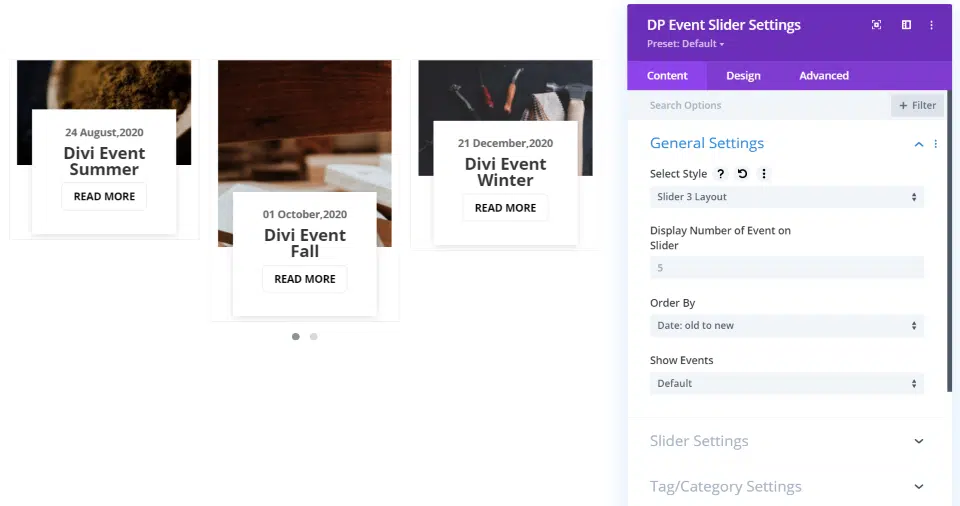 24 August,2020
Divi Event
Summer
READ MORE
01 October,2020
Divi Event
Fall
READ MORE
21 December,2020
Divi Event
Winter
READ MORE
DP Event Slider Settings
Preset: Default
Content Design Advanced
Search Options
+ Filter
General Settings
Select Style ?
Slider 3 Layout
Display Number of Event on
Slider
5
Order By
Date: old to new
Show Events
Default
Slider Settings
Tag/Category Settings